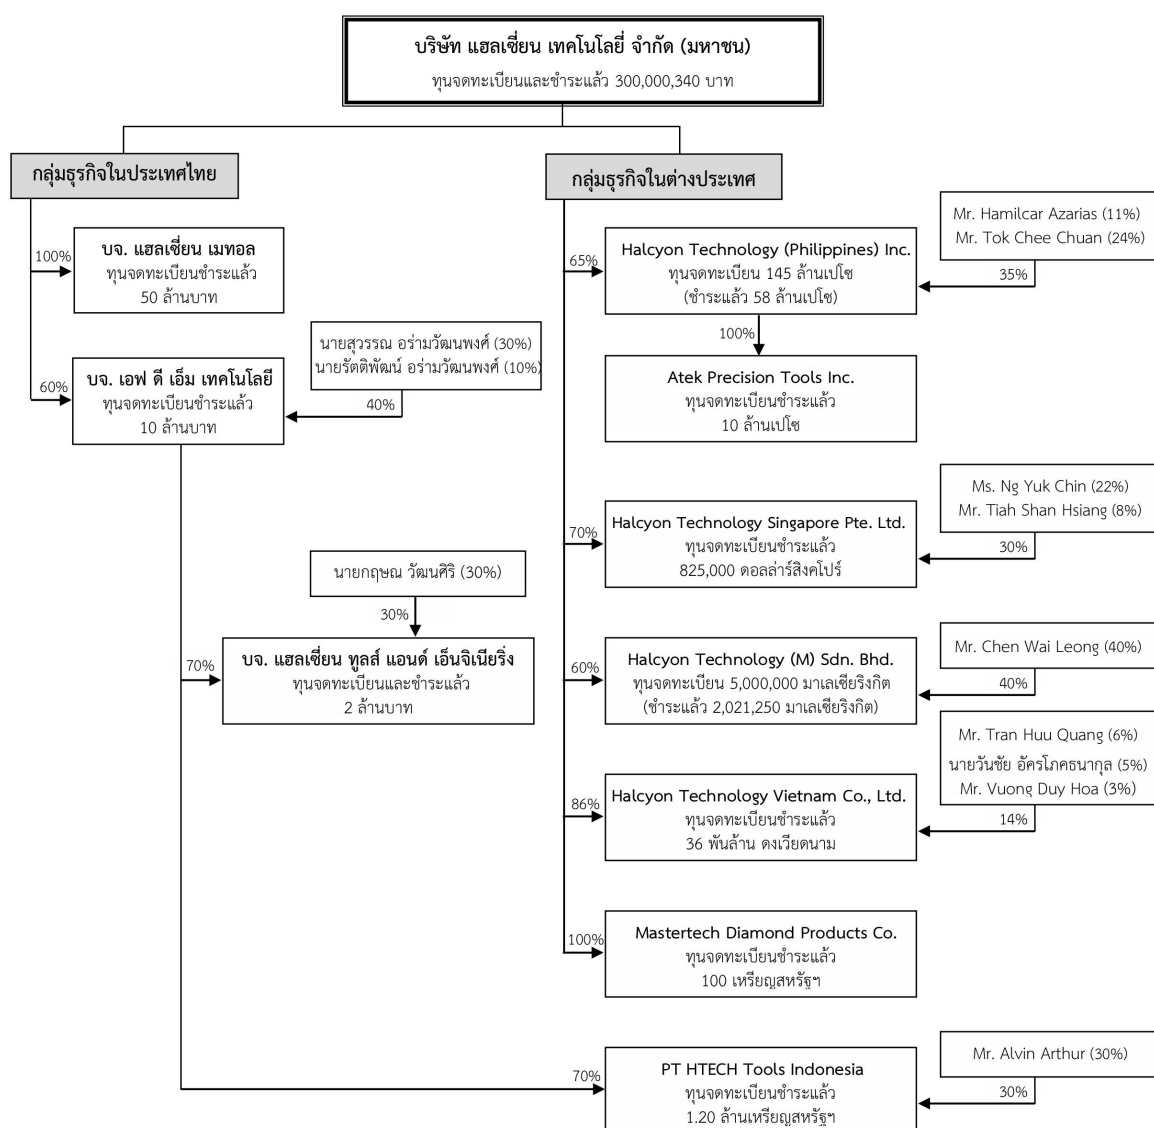 บริษัท แฮลเซี่ยน เทคโนโลยี่ จำกัด (มหาชน)
ทุนจดทะเบียนและชำระแล้ว 300,000,340 บาท
กลุ่มธุรกิจในประเทศไทย
กลุ่มธุรกิจในต่างประเทศ
100%
บจ. แฮลเซี่ยน เมทอล
ทุนจดทะเบียนชำระแล้ว
50 ล้านบาท
65%
Halcyon Technology (Philippines) Inc.
ทุนจดทะเบียน 145 ล้านเปโซ
(ชำระแล้ว 58 ล้านเปโซ)
Mr. Hamilcar Azarias (11%)
Mr. Tok Chee Chuan (24%)
35%
นายสุวรรณ อร่ามวัฒนพงศ์ (30%)
นายรัตติพัฒน์ อร่ามวัฒนพงศ์ (10%)
40%
60%
บจ. เอฟ ดี เอ็ม เทคโนโลยี
ทุนจดทะเบียนชำระแล้ว
10 ล้านบาท
100%
Atek Precision Tools Inc.
ทุนจดทะเบียนชำระแล้ว
10 ล้านเปโซ
70%
Halcyon Technology Singapore Pte. Ltd.
ทุนจดทะเบียนชำระแล้ว
825,000 ดอลล่าร์สิงคโปร์
Ms. Ng Yuk Chin (22%)
Mr. Tiah Shan Hsiang (8%)
30%
นายกฤษณ วัฒนศิริ (30%)
30%
70%
บจ. แฮลเซี่ยน ทูลส์ แอนด์ เอ็นจิเนียริ่ง
ทุนจดทะเบียนและชำระแล้ว
2 ล้านบาท
60%
Halcyon Technology (M) Sdn. Bhd.
ทุนจดทะเบียน 5,000,000 มาเลเซียริงกิต
(ชำระแล้ว 2,021,250 มาเลเซียริงกิต)
Mr. Chen Wai Leong (40%)
40%
86%
Halcyon Technology Vietnam Co., Ltd.
ทุนจดทะเบียนชำระแล้ว
36 พันล้าน ดงเวียดนาม
Mr. Tran Huu Quang (6%)
นายวันชัย อัครโภคธนากุล (5%)
Mr. Vuong Duy Hoa (3%)
14%
100%
Mastertech Diamond Products Co.
ทุนจดทะเบียนชำระแล้ว
100 เหรียญสหรัฐฯ
70%
PT HTECH Tools Indonesia
ทุนจดทะเบียนชำระแล้ว
1.20 ล้านเหรียญสหรัฐฯ
Mr. Alvin Arthur (30%)
30%